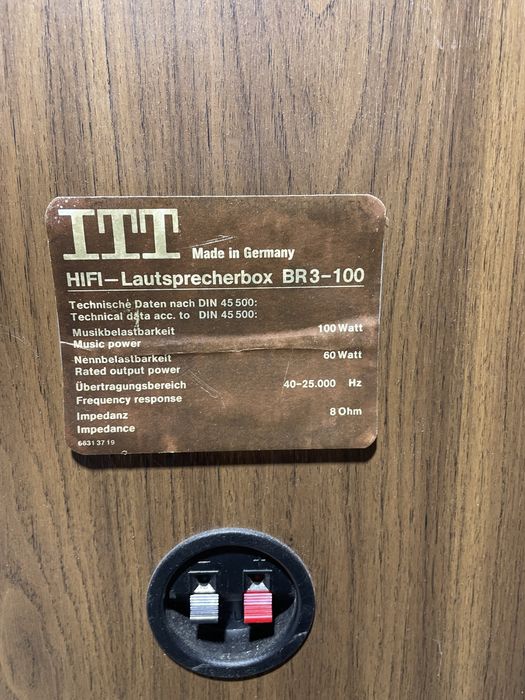 ITT Made in Germany
HIFI-Lautsprecherbox BR3-100
Technische Daten nach DIN 45 500:
Technical data acc. to DIN 45 500:
Musikbelastbarkeit 100 Watt
Music power
Nennbelastbarkeit 60 Watt
Rated output power
Übertragungsbereich 40-25.000 Hz
Frequency response
Impedanz 8 Ohm
Impedance
6631 37 19